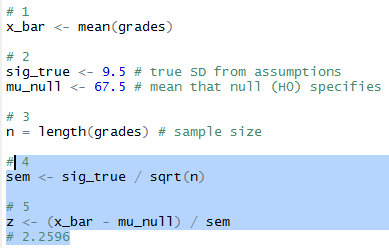 # 1
x_bar <- mean(grades)
# 2
sig_true <- 9.5 # true SD from assumptions
mu_null <- 67.5 # mean that null (H0) specifies
# 3
n = length(grades) # sample size
# 4
sem <- sig_true / sqrt(n)
# 5
z <- (x_bar - mu_null) / sem
# 2.2596